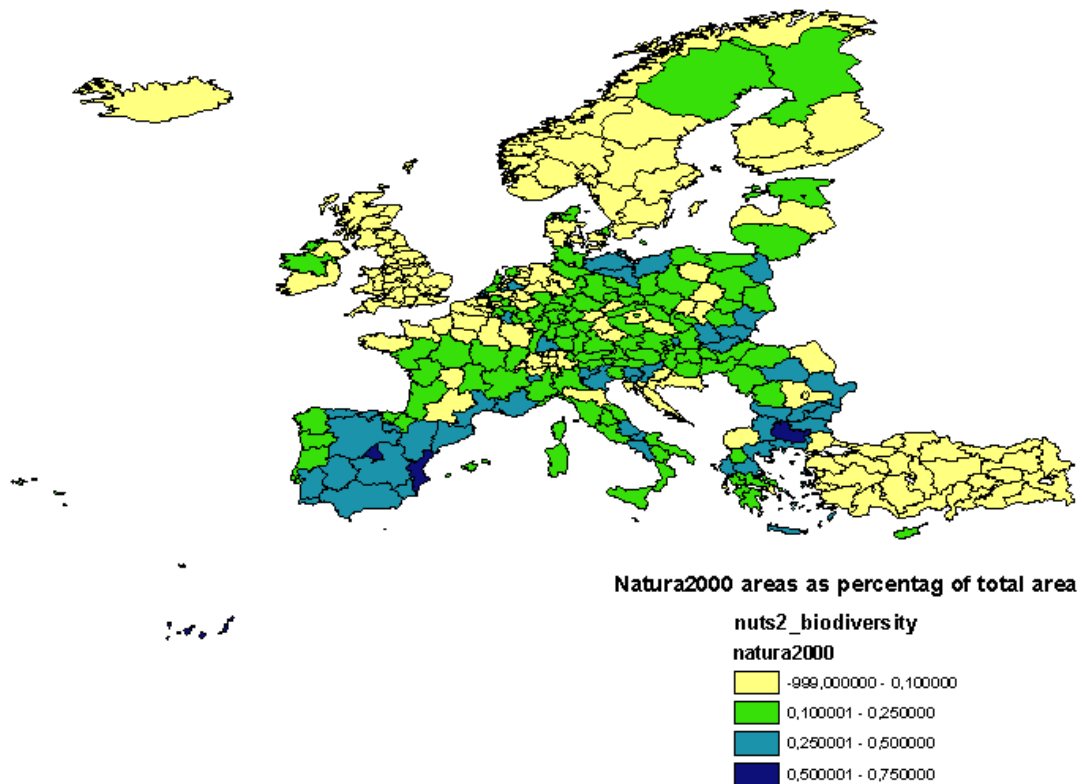 Natura2000 areas as percentag of total area
nuts2_biodiversity
natura2000
-999,000000 - 0,100000
0,100001 - 0,250000
0,250001 - 0,500000
0,500001 - 0,750000